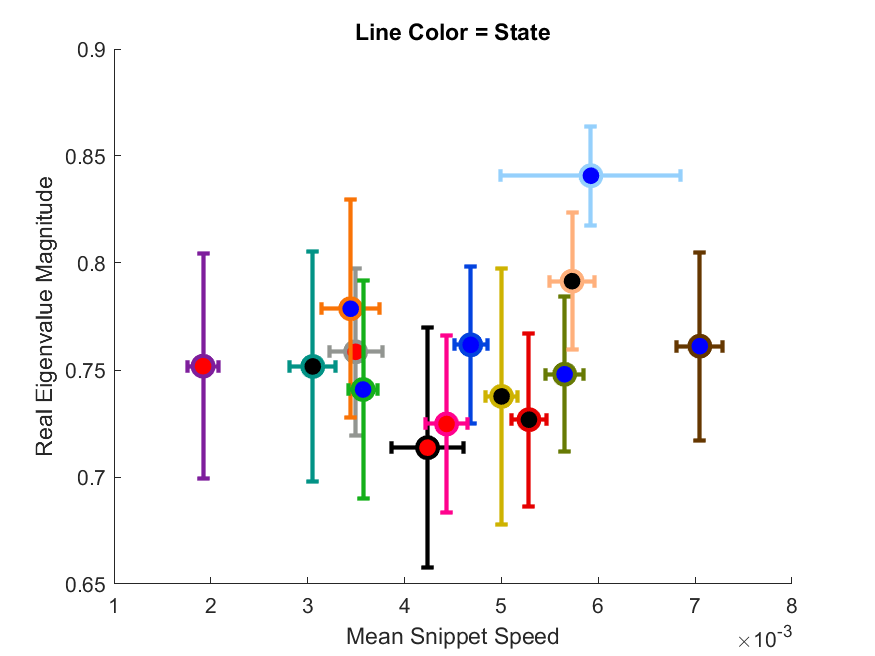 Line Color = State
0.9
0.85
0.8
0.75
0.7
0.65
Real Eigenvalue Magnitude
1 2 3 4 5 6 7 8
Mean Snippet Speed
×10⁻³